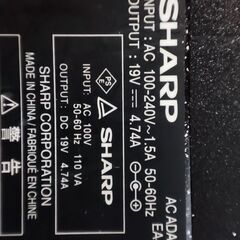 SHARP
AC ADA
EA
INPUT: AC 100-240V~1.5A 50-60Hz
OUTPUT: 19V⎓4.74A
PS
E
SHARP
INPUT: AC 100V
50-60 Hz 110 VA
OUTPUT: DC 19V 4.74A
SHARP CORPORATION
MADE IN CHINA/FABRIQUÉ EN CHINE
警告